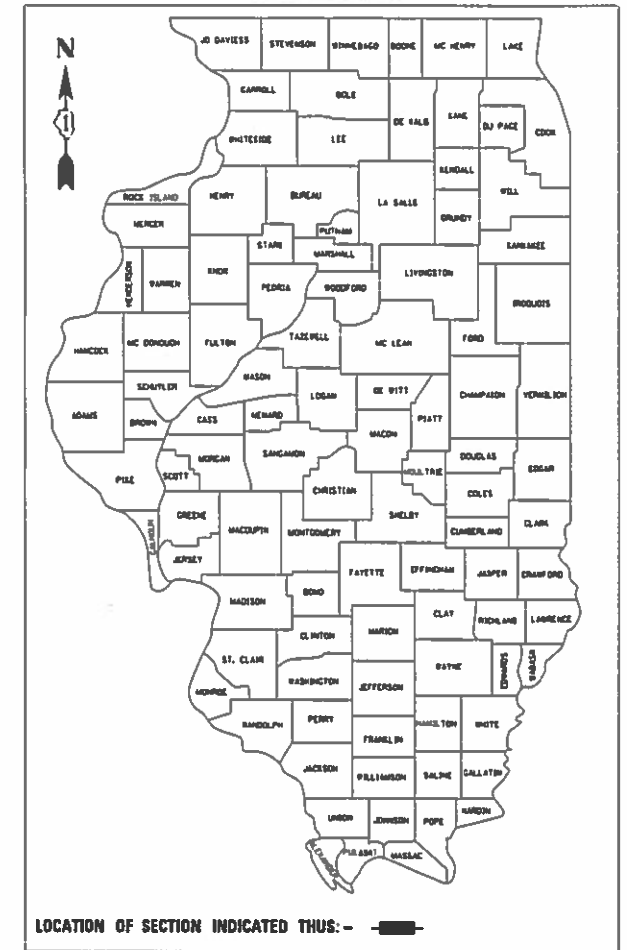 JO DAVIESS STEVENSON WINNEBAGO BOONE MC HENRY LAKE
N
CARROLL OGLE
DE KALB KANE DU PAGE COOK
WHITESIDE LEE
KENDALL WILL
ROCK ISLAND HENRY BUREAU LA SALLE
MERCER PUTNAM GRUNDY
STARK MARSHALL KANKAKEE
HENDERSON WARREN KNOX PEORIA WOODFORD LIVINGSTON
IROQUOIS
HANCOCK MC DONOUGH FULTON TAZEWELL MC LEAN FORD
MASON
SCHUYLER LOGAN DE WITT CHAMPAIGN VERMILION
ADAMS BROWN CASS MENARD PIATT
MACON
PIKE SCOTT MORGAN SANGAMON MOULTRIE DOUGLAS EDGAR
CHRISTIAN COLES
GREENE MACOUPIN MONTGOMERY SHELBY CUMBERLAND CLARK
CALHOUN JERSEY FAYETTE EFFINGHAM JASPER CRAWFORD
MADISON BOND
CLAY RICHLAND LAWRENCE
CLINTON MARION
ST. CLAIR WAYNE EDWARDS WABASH
MONROE WASHINGTON JEFFERSON
RANDOLPH PERRY HAMILTON WHITE
FRANKLIN
JACKSON WILLIAMSON SALINE GALLATIN
UNION JOHNSON POPE HARDIN
ALEXANDER PULASKI MASSAC
LOCATION OF SECTION INDICATED THUS:-